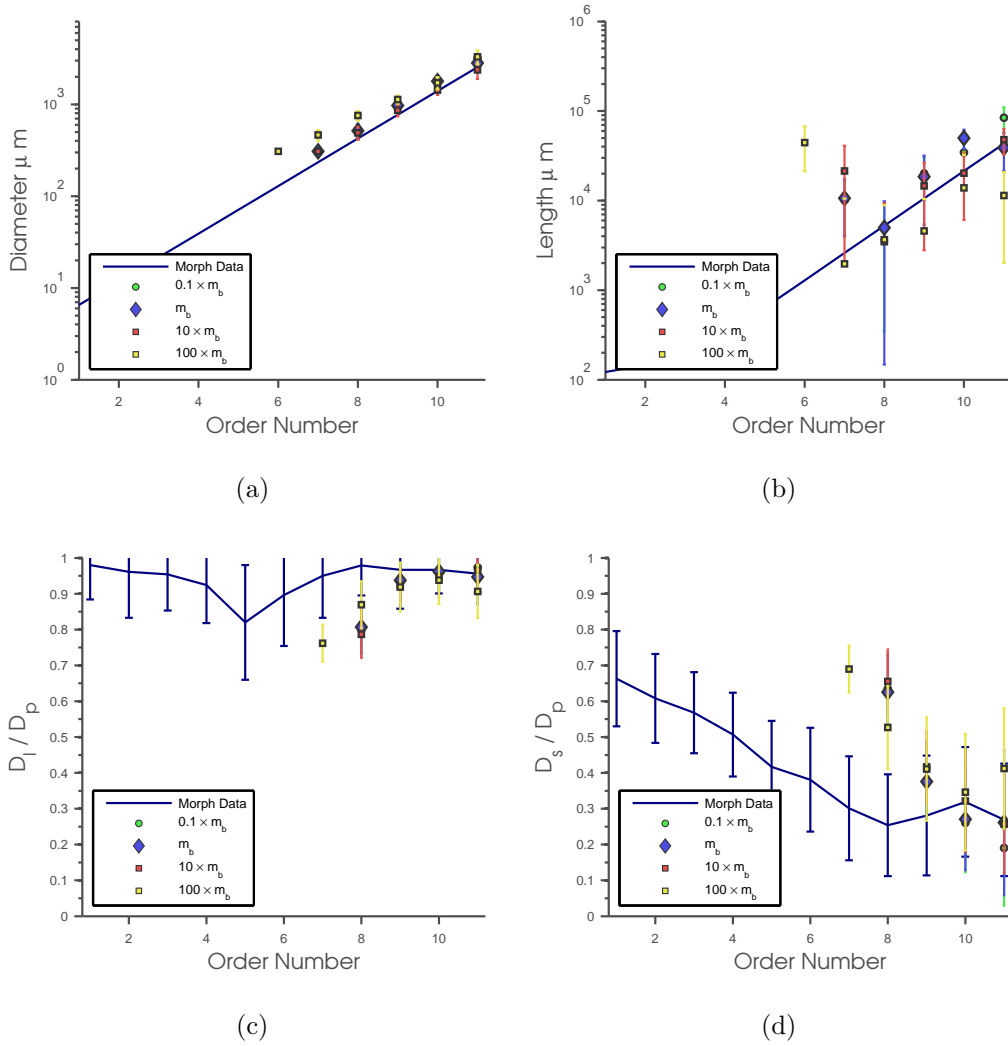 10^3
10^2
10^1
10^0
Diameter μ m
Morph Data
0.1 × m_b
m_b
10 × m_b
100 × m_b
2 4 6 8 10
Order Number
(a)
10^6
10^5
10^4
10^3
10^2
Length μ m
Morph Data
0.1 × m_b
m_b
10 × m_b
100 × m_b
2 4 6 8 10
Order Number
(b)
1
0.9
0.8
0.7
0.6
0.5
0.4
0.3
0.2
0.1
0
D_l / D_p
Morph Data
0.1 × m_b
m_b
10 × m_b
100 × m_b
2 4 6 8 10
Order Number
(c)
1
0.9
0.8
0.7
0.6
0.5
0.4
0.3
0.2
0.1
0
D_s / D_p
Morph Data
0.1 × m_b
m_b
10 × m_b
100 × m_b
2 4 6 8 10
Order Number
(d)